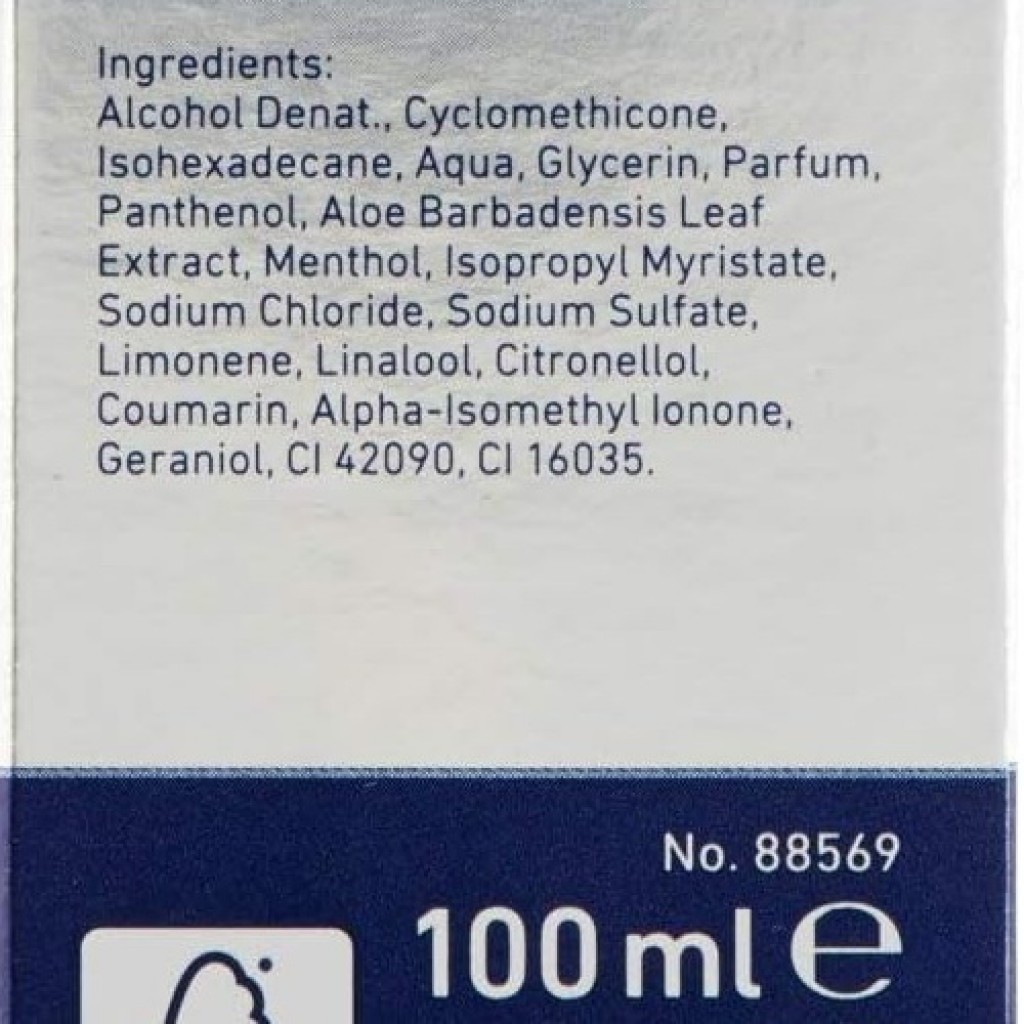 Ingredients:
Alcohol Denat., Cyclomethicone,
Isohexadecane, Aqua, Glycerin, Parfum,
Panthenol, Aloe Barbadensis Leaf
Extract, Menthol, Isopropyl Myristate,
Sodium Chloride, Sodium Sulfate,
Limonene, Linalool, Citronellol,
Coumarin, Alpha-Isomethyl Ionone,
Geraniol, CI 42090, CI 16035.
No. 88569
100 ml e